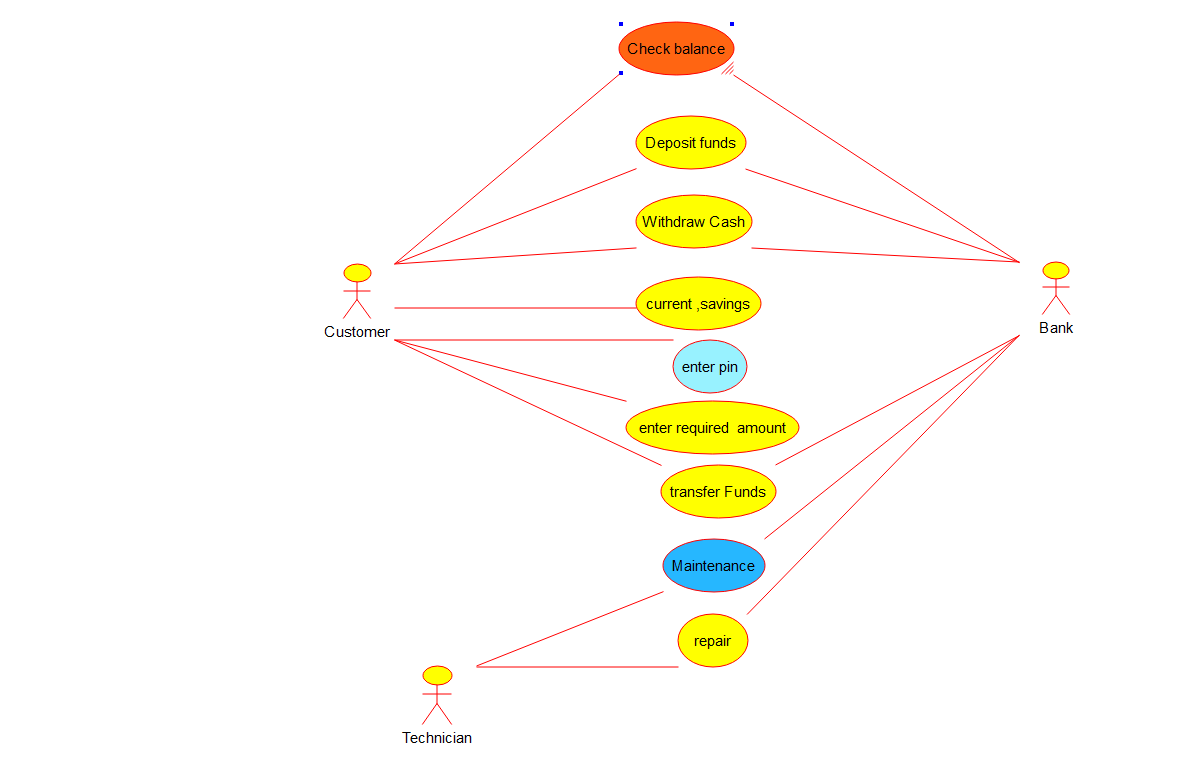 Check balance
Deposit funds
Withdraw Cash
current ,savings
Customer
Bank
enter pin
enter required  amount
transfer Funds
Maintenance
repair
Technician